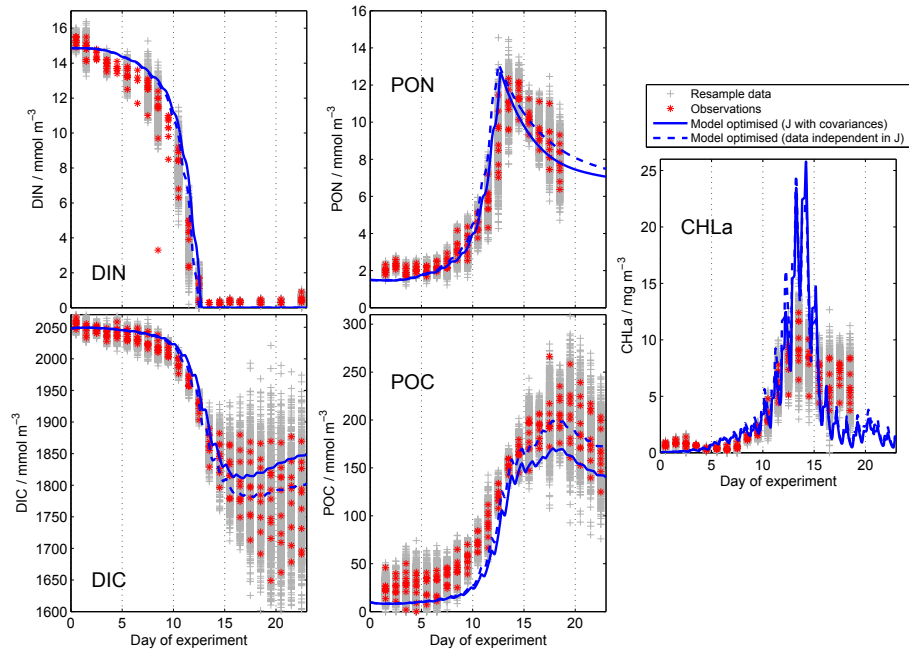 16
14
12
10
8
6
4
2
0
DIN / mmol m−3
DIN
16
14
12
10
8
6
4
2
0
PON / mmol m−3
PON
Resample data
Observations
Model optimised (J with covariances)
Model optimised (data independent in J)
25
20
15
10
5
0
CHLa / mg m−3
CHLa
0 5 10 15 20
Day of experiment
2050
2000
1950
1900
1850
1800
1750
1700
1650
1600
DIC / mmol m−3
DIC
0 5 10 15 20
Day of experiment
300
250
200
150
100
50
0
POC / mmol m−3
POC
0 5 10 15 20
Day of experiment